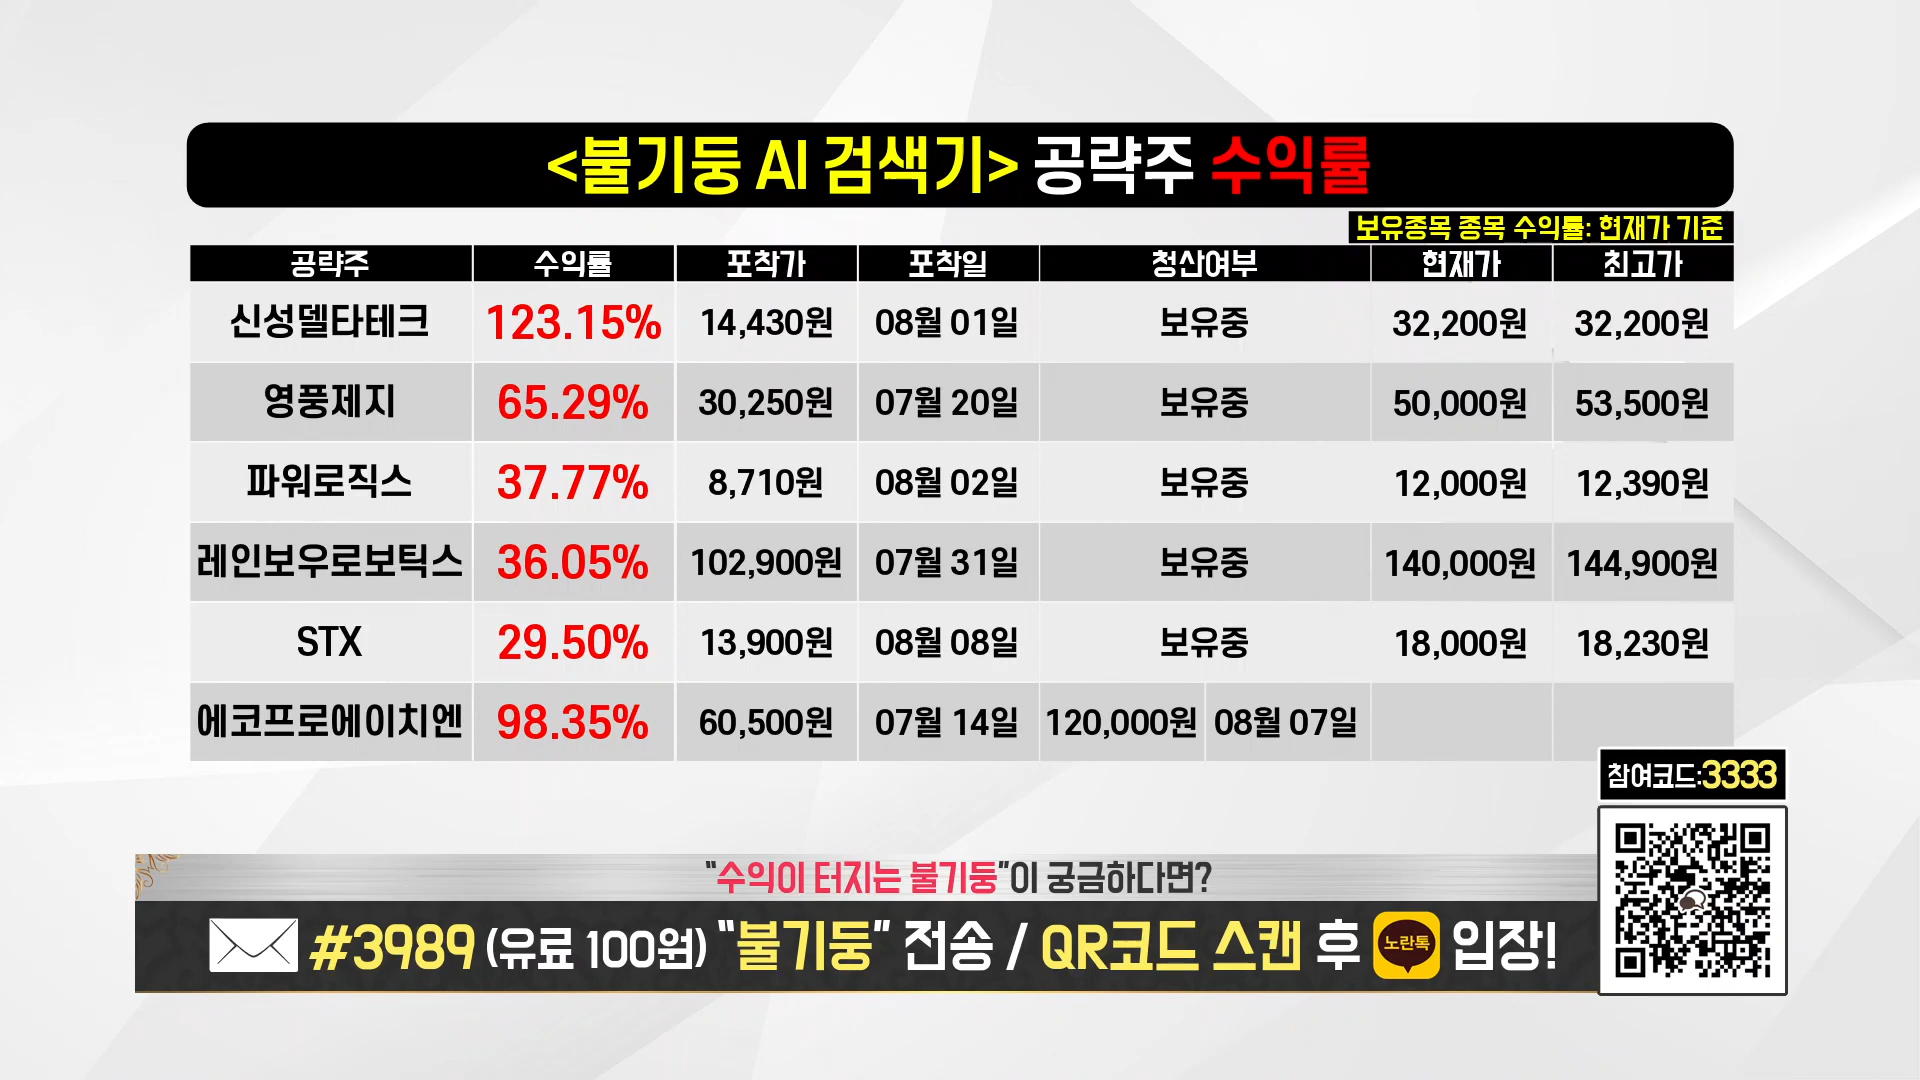 <불기둥 AI 검색기> 공략주 수익률
보유종목 종목 수익률: 현재가 기준
공략주 수익률 포착가 포착일 청산여부 현재가 최고가
신성델타테크 123.15% 14,430원 08월 01일 보유중 32,200원 32,200원
영풍제지 65.29% 30,250원 07월 20일 보유중 50,000원 53,500원
파워로직스 37.77% 8,710원 08월 02일 보유중 12,000원 12,390원
레인보우로보틱스 36.05% 102,900원 07월 31일 보유중 140,000원 144,900원
STX 29.50% 13,900원 08월 08일 보유중 18,000원 18,230원
에코프로에이치엔 98.35% 60,500원 07월 14일 120,000원 08월 07일
참여코드:3333
"수익이 터지는 불기둥"이 궁금하다면?
#3989 (유료 100원) "불기둥" 전송 / QR코드 스캔 후 노란톡 입장!